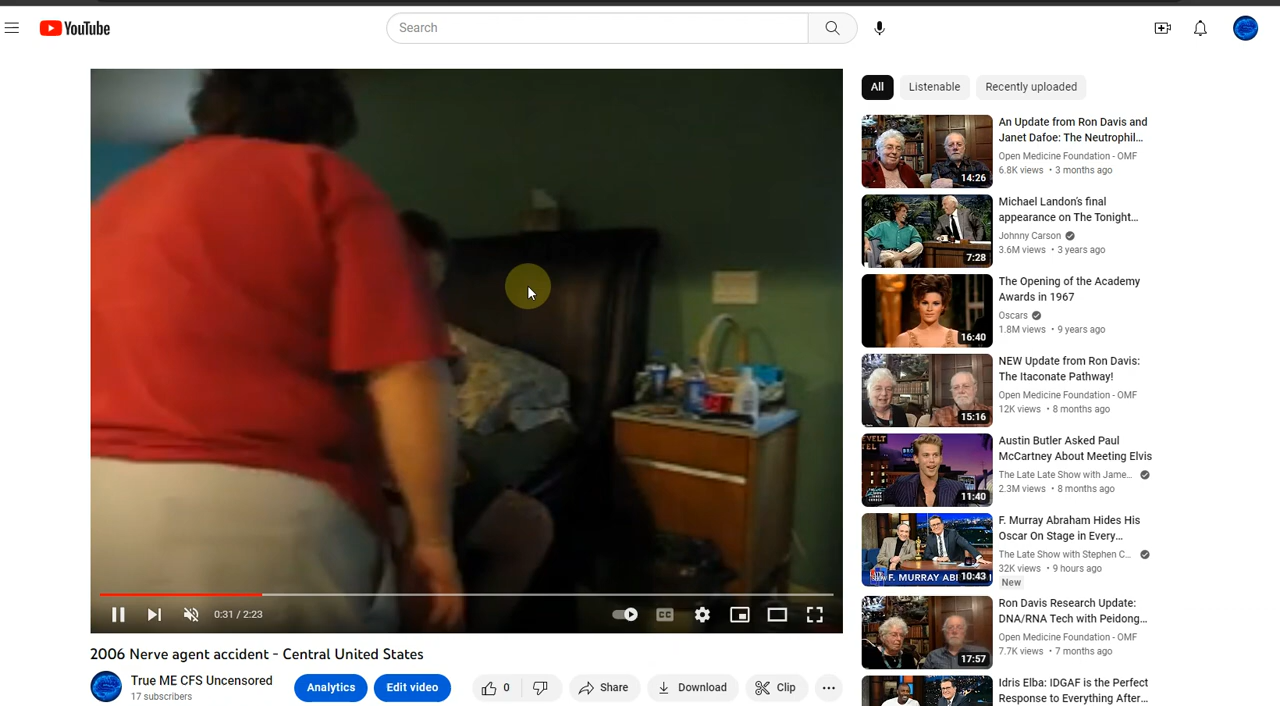 YouTube
Search
All
Listenable
Recently uploaded
An Update from Ron Davis and
Janet Dafoe: The Neutrophil...
Open Medicine Foundation - OMF
6.8K views • 3 months ago
14:26
Michael Landon's final
appearance on The Tonight...
Johnny Carson
3.6M views • 3 years ago
7:28
The Opening of the Academy
Awards in 1967
Oscars
1.8M views • 9 years ago
16:40
NEW Update from Ron Davis:
The Itaconate Pathway!
Open Medicine Foundation - OMF
12K views • 8 months ago
15:16
Austin Butler Asked Paul
McCartney About Meeting Elvis
The Late Late Show with Jame...
2.3M views • 8 months ago
11:40
F. Murray Abraham Hides His
Oscar On Stage in Every...
The Late Show with Stephen C...
32K views • 9 hours ago
New
F. MURRAY AB
10:43
Ron Davis Research Update:
DNA/RNA Tech with Peidong...
Open Medicine Foundation - OMF
7.7K views • 7 months ago
17:57
Idris Elba: IDGAF is the Perfect
Response to Everything After...
0:31 / 2:23
CC
2006 Nerve agent accident - Central United States
True ME CFS Uncensored
17 subscribers
Analytics
Edit video
0
Share
Download
Clip